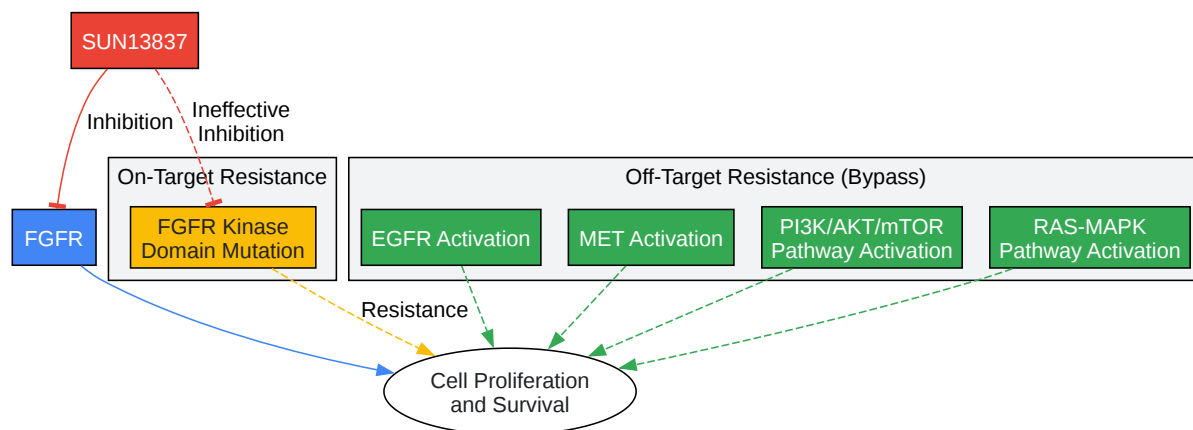 SUN13837
Inhibition
Ineffective
Inhibition
On-Target Resistance
Off-Target Resistance (Bypass)
FGFR
FGFR Kinase
Domain Mutation
EGFR Activation
MET Activation
PI3K/AKT/mTOR
Pathway Activation
RAS-MAPK
Pathway Activation
Resistance
Cell Proliferation
and Survival